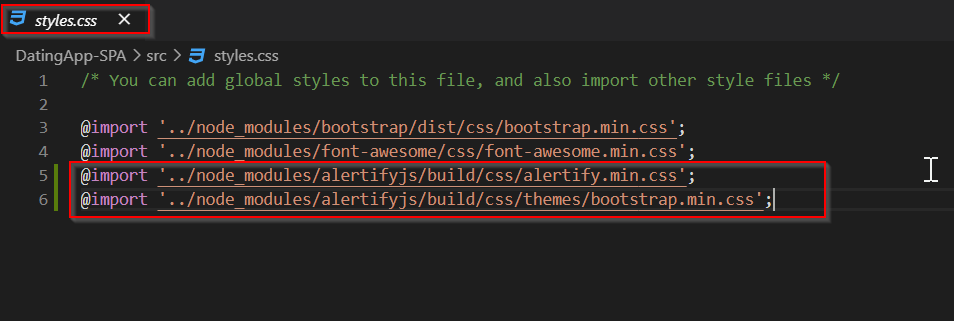 styles.css
DatingApp-SPA > src > styles.css
1 /* You can add global styles to this file, and also import other style files */
2
3 @import '../node_modules/bootstrap/dist/css/bootstrap.min.css';
4 @import '../node_modules/font-awesome/css/font-awesome.min.css';
5 @import '../node_modules/alertifyjs/build/css/alertify.min.css';
6 @import '../node_modules/alertifyjs/build/css/themes/bootstrap.min.css';